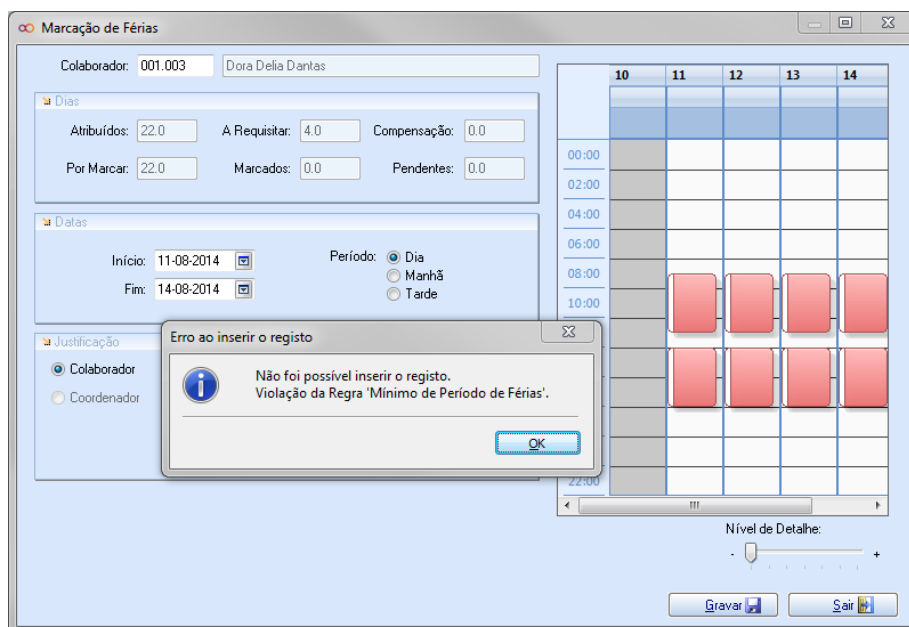 Marcação de Férias
Colaborador: 001.003 Dora Delia Dantas
Dias
Atribuídos: 22.0 A Requisitar: 4.0 Compensação: 0.0
Por Marcar: 22.0 Marcados: 0.0 Pendentes: 0.0
Datas
Início: 11-08-2014 Período: Dia
Manhã
Fim: 14-08-2014 Tarde
Justificação
Colaborador
Coordenador
Erro ao inserir o registo
Não foi possível inserir o registo.
Violação da Regra 'Mínimo de Período de Férias'.
OK
10 11 12 13 14
00:00
02:00
04:00
06:00
08:00
10:00
22:00
Nível de Detalhe:
- +
Gravar Sair